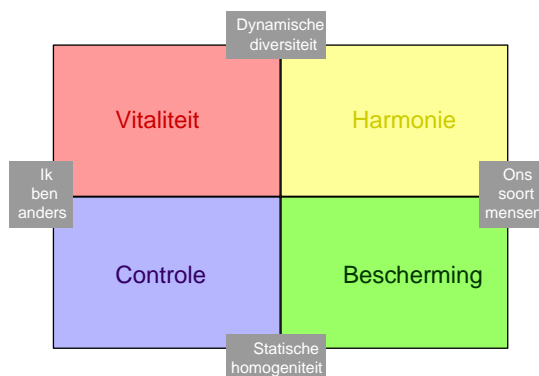 Dynamische
diversiteit
Vitaliteit
Harmonie
Ik
ben
anders
Ons
soort
mensen
Controle
Bescherming
Statische
homogeniteit